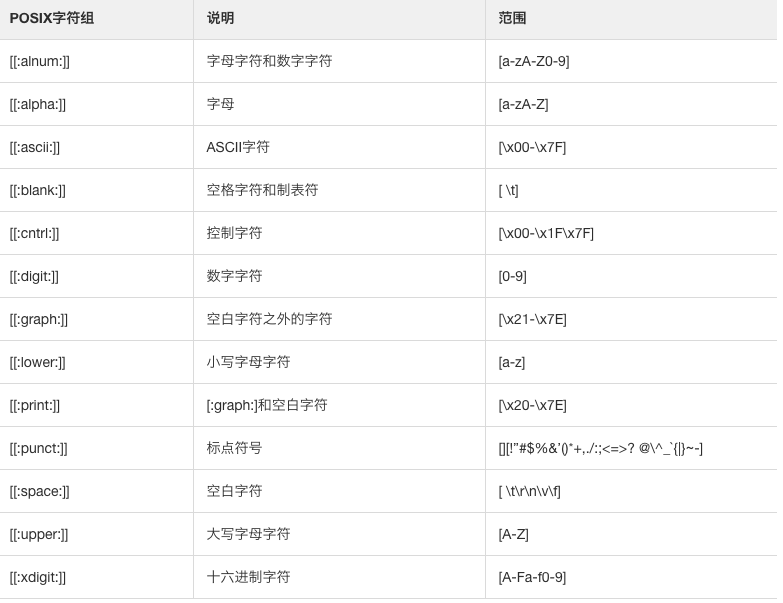 POSIX字符组 说明 范围
[[:alnum:]] 字母字符和数字字符 [a-zA-Z0-9]
[[:alpha:]] 字母 [a-zA-Z]
[[:ascii:]] ASCII字符 [\x00-\x7F]
[[:blank:]] 空格字符和制表符 [ \t]
[[:cntrl:]] 控制字符 [\x00-\x1F\x7F]
[[:digit:]] 数字字符 [0-9]
[[:graph:]] 空白字符之外的字符 [\x21-\x7E]
[[:lower:]] 小写字母字符 [a-z]
[[:print:]] [:graph:]和空白字符 [\x20-\x7E]
[[:punct:]] 标点符号 [][!”#$%&’()*+,./:;<=>? @\^_`{|}~-]
[[:space:]] 空白字符 [ \t\r\n\v\f]
[[:upper:]] 大写字母字符 [A-Z]
[[:xdigit:]] 十六进制字符 [A-Fa-f0-9]